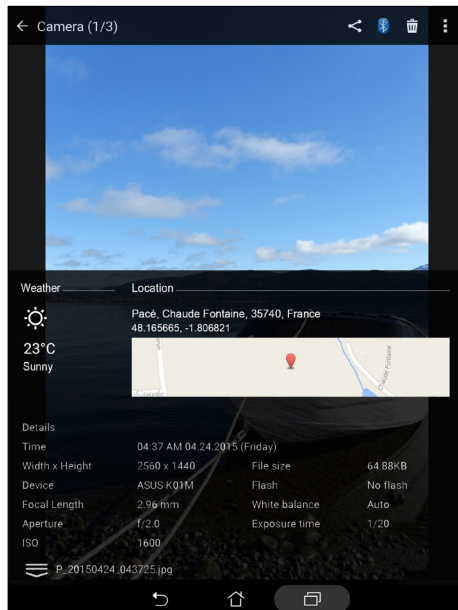 Camera (1/3)
Weather
Location
Pacé, Chaude Fontaine, 35740, France
48.165665, -1.806821
23°C
Sunny
Chaude Fontaine
Details
Time 04:37 AM 04.24.2015 (Friday)
Width x Height 2560 x 1440 File size 64.88KB
Device ASUS K01M Flash No flash
Focal Length 2.96 mm White balance Auto
Aperture f/2.0 Exposure time 1/20
ISO 1600
P_20150424_043725.jpg